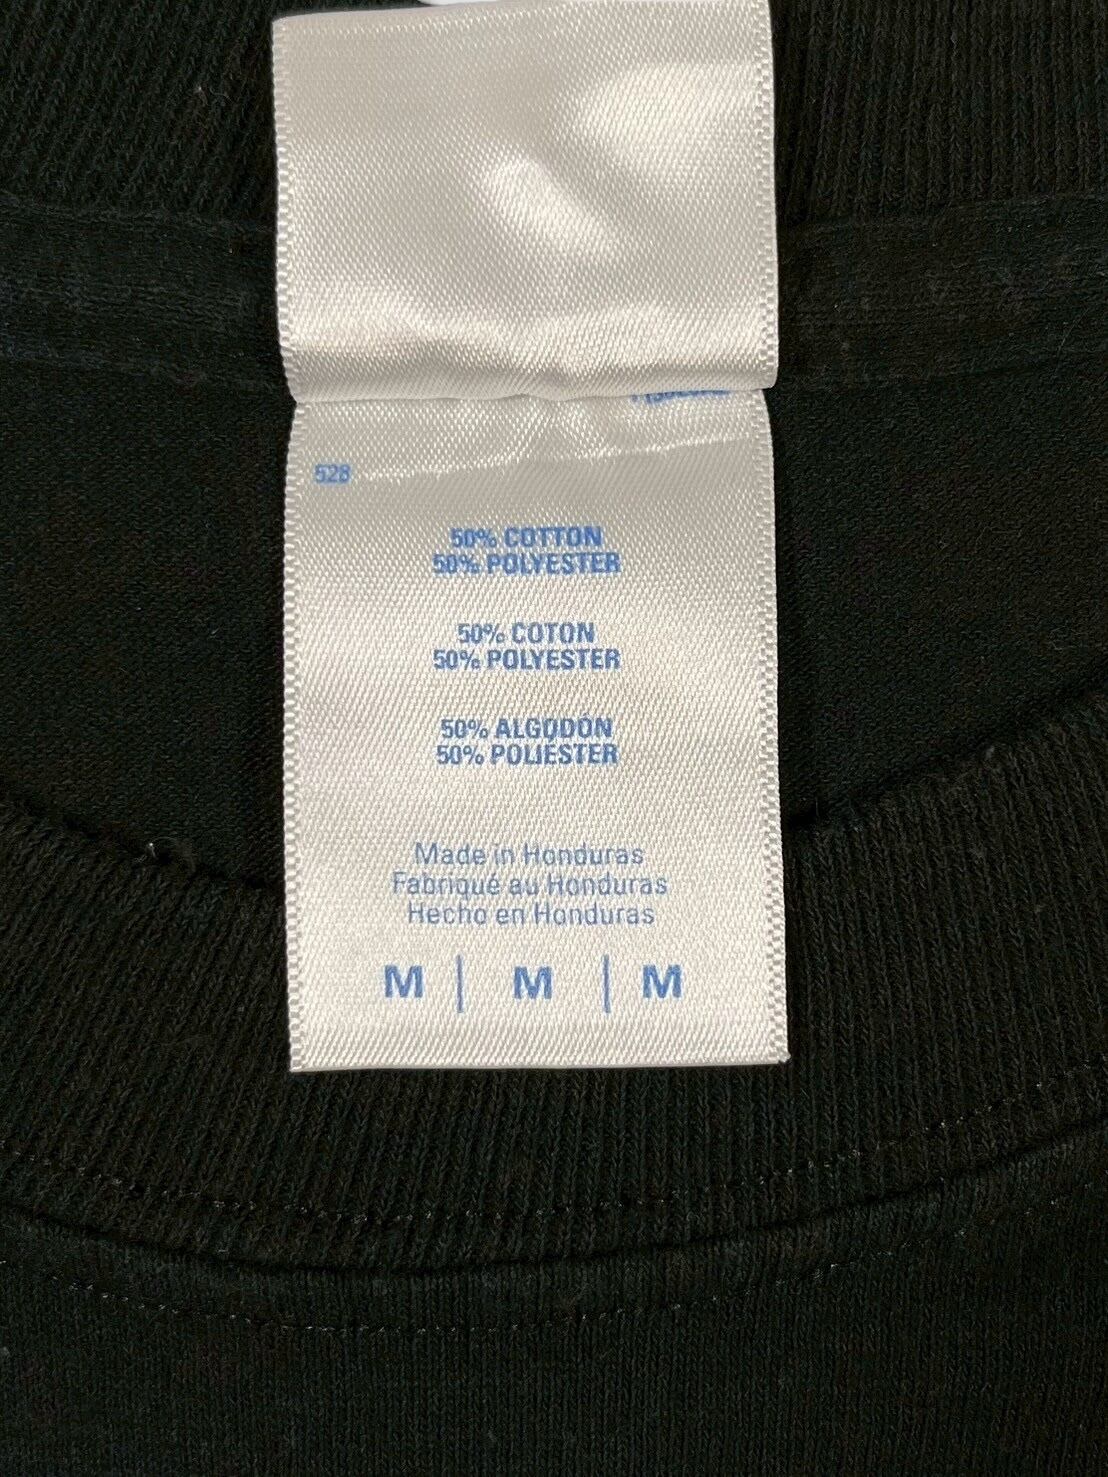 528
50% COTTON
50% POLYESTER
50% COTON
50% POLYESTER
50% ALGODÓN
50% POLIESTER
Made in Honduras
Fabriqué au Honduras
Hecho en Honduras
M | M | M